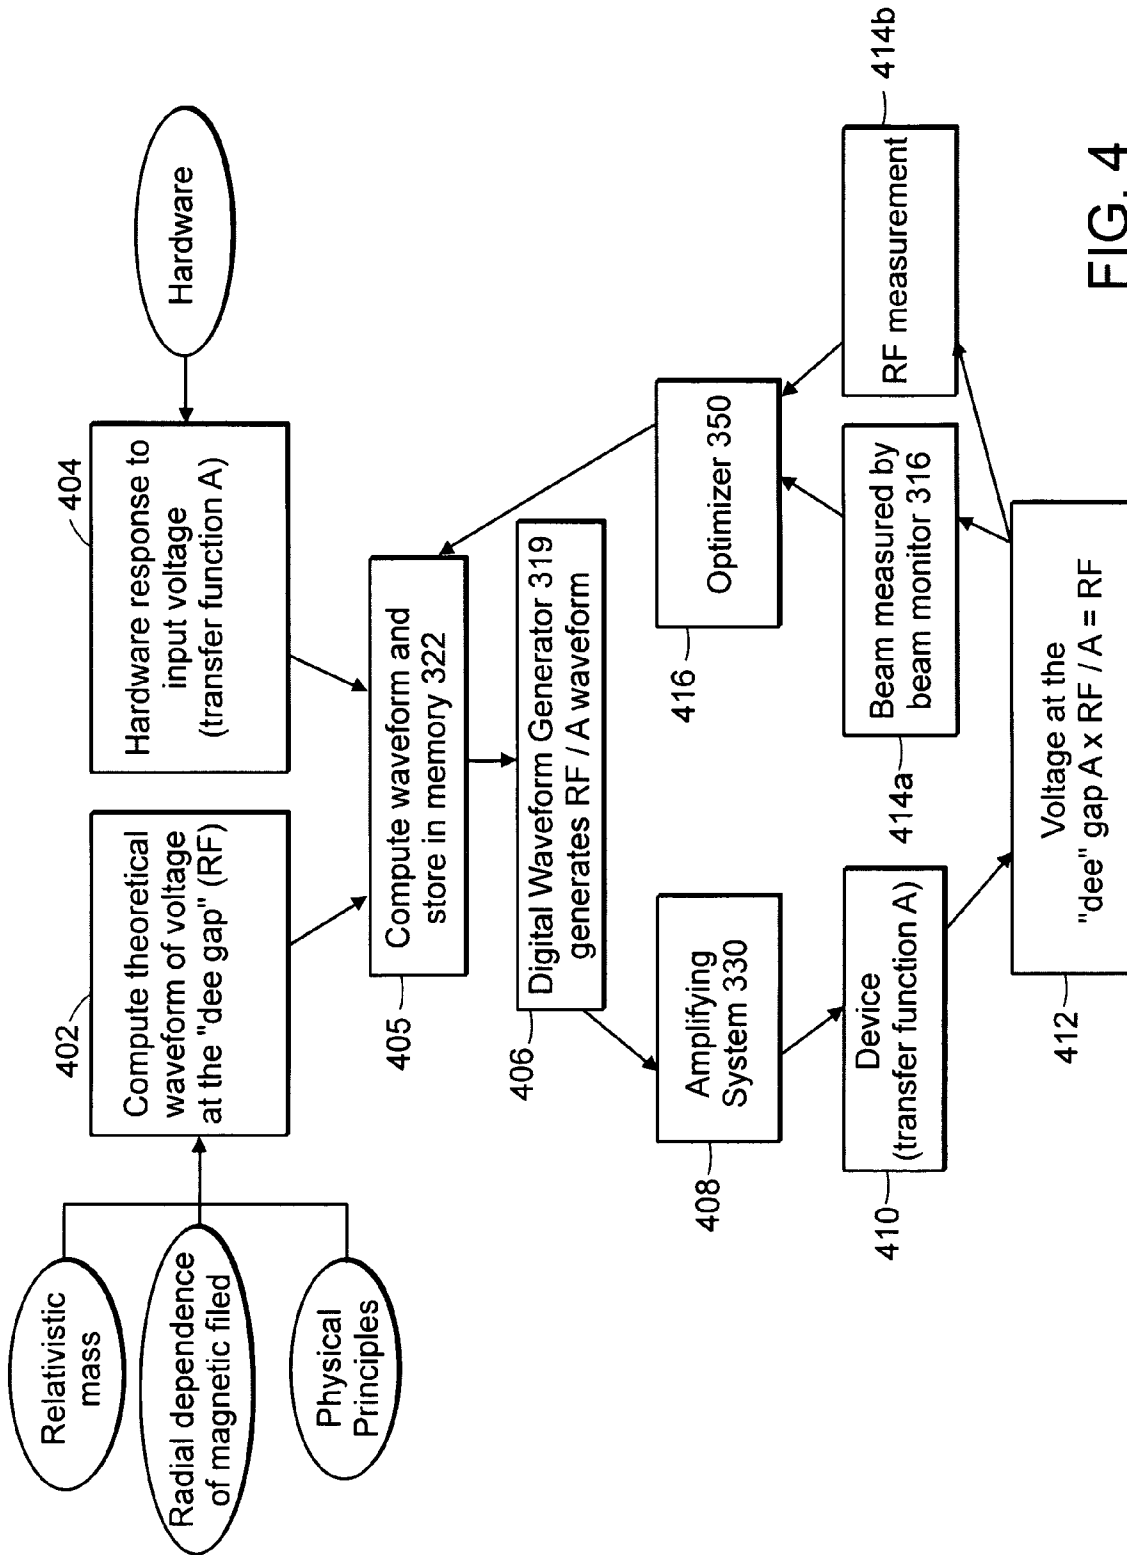 Relativistic
mass
Radial dependence
of magnetic filed
Physical
Principles
402
Compute theoretical
waveform of voltage
at the "dee gap" (RF)
404
Hardware response to
input voltage
(transfer function A)
Hardware
405
Compute waveform and
store in memory 322
406
Digital Waveform Generator 319
generates RF / A waveform
408
Amplifying
System 330
416
Optimizer 350
410
Device
(transfer function A)
414a
Beam measured by
beam monitor 316
RF measurement
414b
412
Voltage at the
"dee" gap A x RF / A = RF
FIG. 4